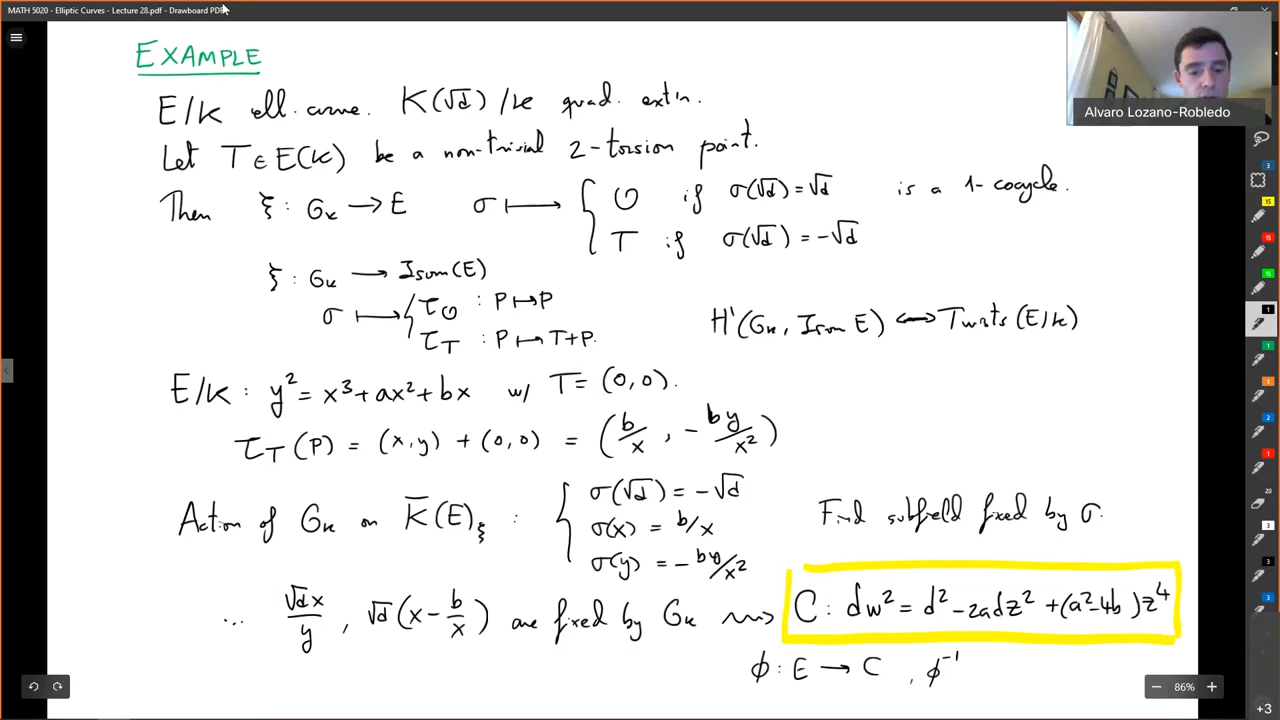 MATH 5020 - Elliptic Curves - Lecture 28.pdf - Drawboard PDF
Alvaro Lozano-Robledo
EXAMPLE
E/K ell. curve. K(√d)/K quad. extn.
Let T ∈ E(K) be a non-trivial 2-torsion point.
Then ξ : G_K → E σ ⟼ { O if σ(√d) = √d is a 1-cocycle.
T if σ(√d) = -√d
ξ : G_K → Isom(E)
σ ⟼ { τ_O : P ↦ P
τ_T : P ↦ T+P.
H¹(G_K, Isom E) ⟷ Twists(E/K)
E/K : y² = x³ + ax² + bx w/ T = (0,0).
τ_T(P) = (x,y) + (0,0) = (b/x, -by/x²)
Action of G_K on K̄(E)_ξ : { σ(√d) = -√d
σ(x) = b/x
σ(y) = -by/x²
Find subfield fixed by σ.
... √d x/y , √d(x - b/x) are fixed by G_K ⇝ C : dw² = d² - 2adz² + (a²-4b)z⁴
ϕ : E → C , ϕ⁻¹
86%
+3